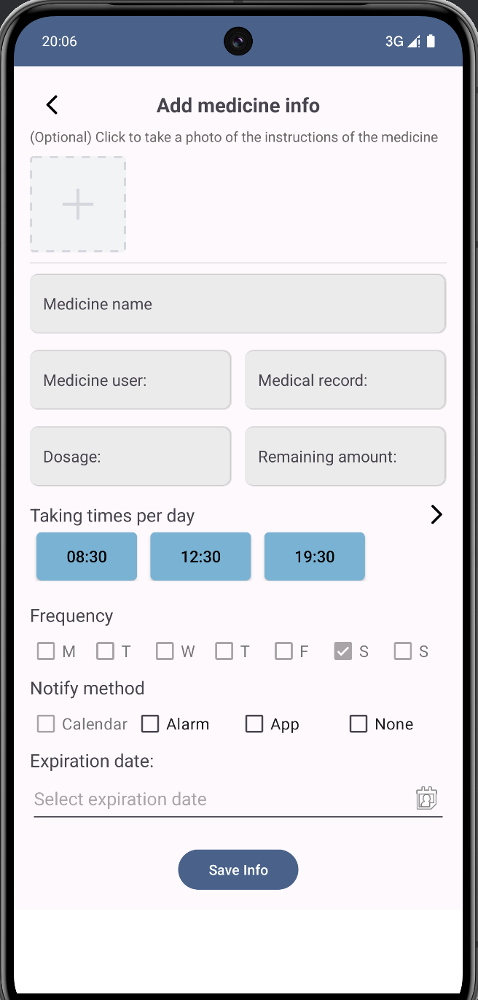 20:06 3G
Add medicine info
(Optional) Click to take a photo of the instructions of the medicine
Medicine name
Medicine user: Medical record:
Dosage: Remaining amount:
Taking times per day
08:30 12:30 19:30
Frequency
M T W T F S S
Notify method
Calendar Alarm App None
Expiration date:
Select expiration date
Save Info